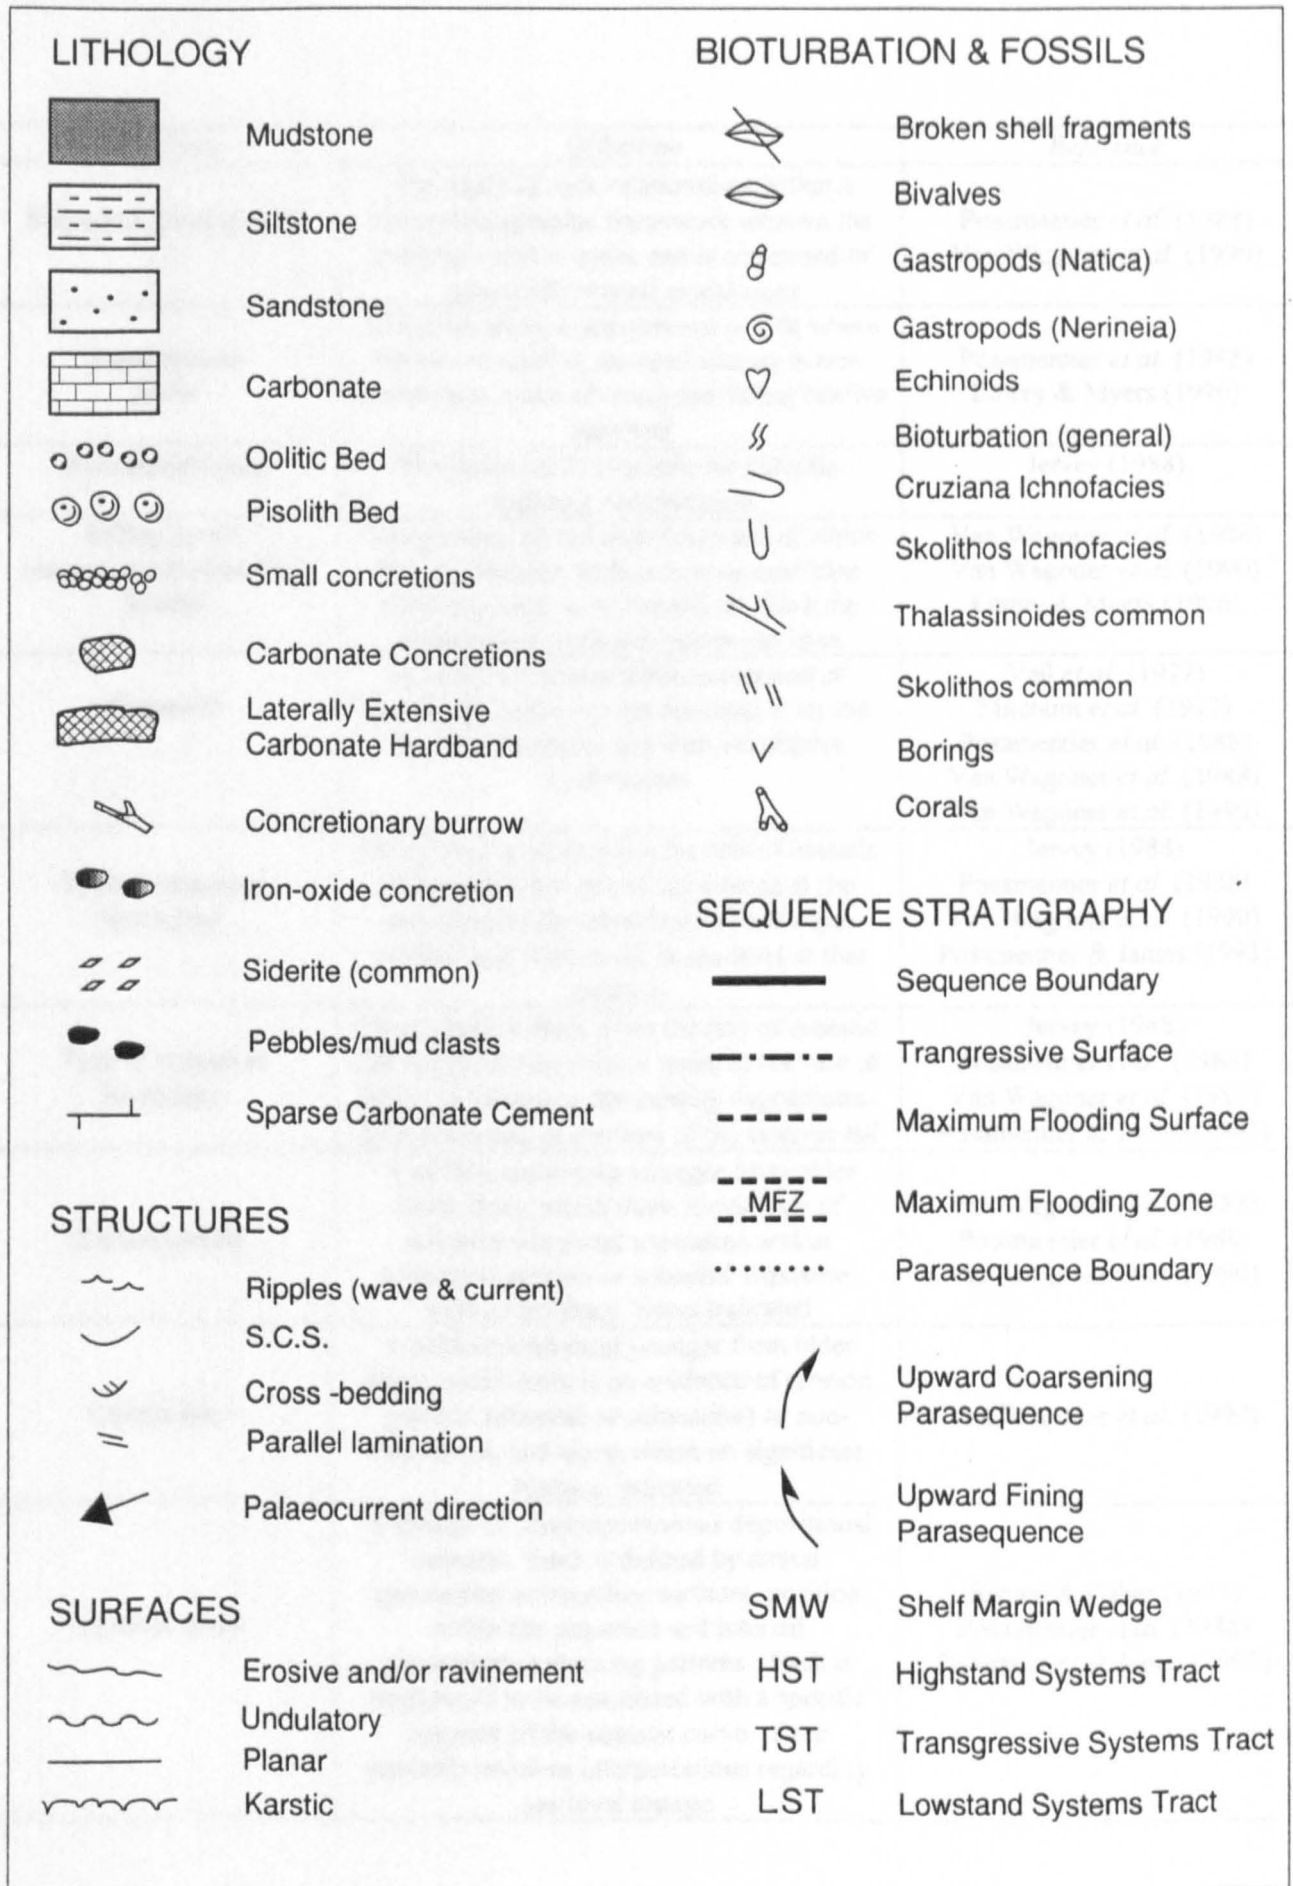 LITHOLOGY
Mudstone
Siltstone
Sandstone
Carbonate
Oolitic Bed
Pisolith Bed
Small concretions
Carbonate Concretions
Laterally Extensive
Carbonate Hardband
Concretionary burrow
Iron-oxide concretion
Siderite (common)
Pebbles/mud clasts
Sparse Carbonate Cement
STRUCTURES
Ripples (wave & current)
S.C.S.
Cross -bedding
Parallel lamination
Palaeocurrent direction
SURFACES
Erosive and/or ravinement
Undulatory
Planar
Karstic
BIOTURBATION & FOSSILS
Broken shell fragments
Bivalves
Gastropods (Natica)
Gastropods (Nerineia)
Echinoids
Bioturbation (general)
Cruziana Ichnofacies
Skolithos Ichnofacies
Thalassinoides common
Skolithos common
Borings
Corals
SEQUENCE STRATIGRAPHY
Sequence Boundary
Trangressive Surface
Maximum Flooding Surface
MFZ Maximum Flooding Zone
Parasequence Boundary
Upward Coarsening
Parasequence
Upward Fining
Parasequence
SMW Shelf Margin Wedge
HST Highstand Systems Tract
TST Transgressive Systems Tract
LST Lowstand Systems Tract